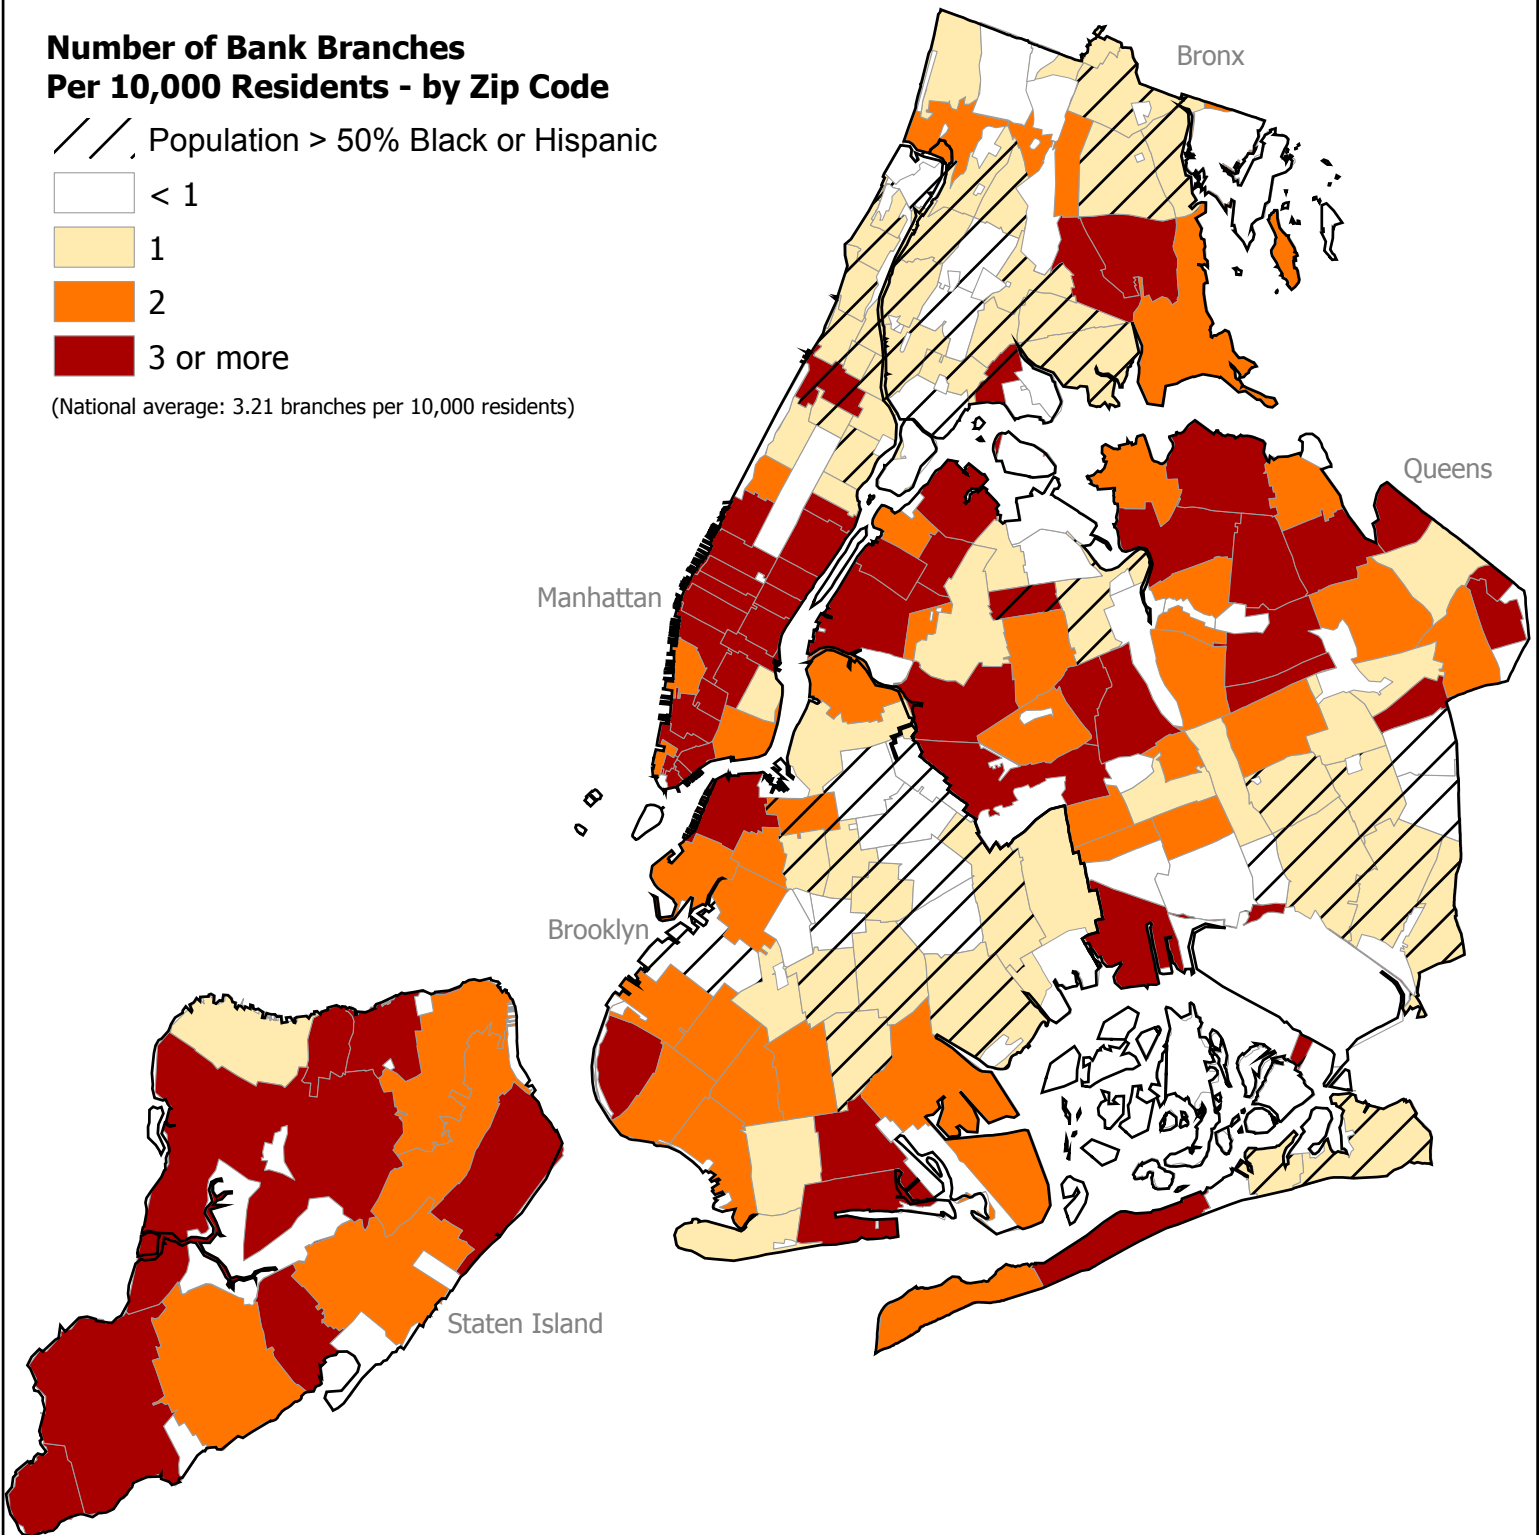 Number of Bank Branches
Per 10,000 Residents - by Zip Code
Population > 50% Black or Hispanic
< 1
1
2
3 or more
(National average: 3.21 branches per 10,000 residents)
Bronx
Queens
Manhattan
Brooklyn
Staten Island